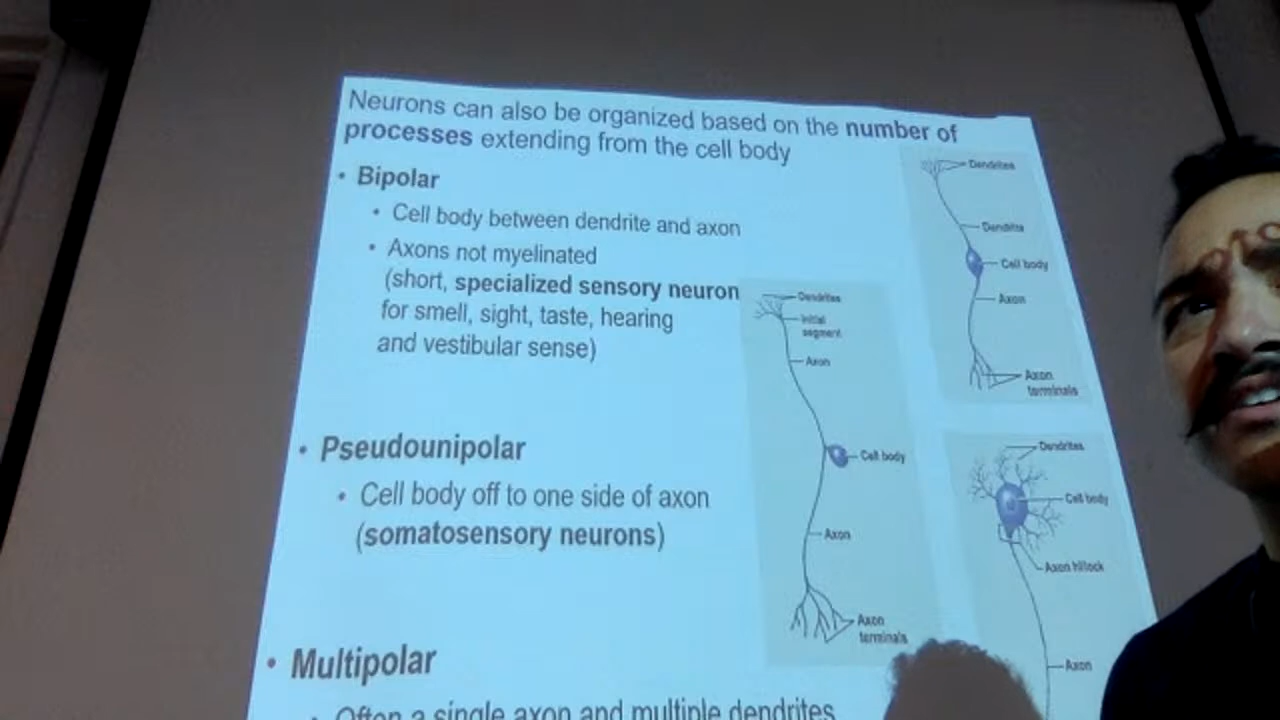 Neurons can also be organized based on the number of
processes extending from the cell body
• Bipolar
• Cell body between dendrite and axon
• Axons not myelinated
(short, specialized sensory neuron
for smell, sight, taste, hearing
and vestibular sense)
• Pseudounipolar
• Cell body off to one side of axon
(somatosensory neurons)
• Multipolar
• Often a single axon and multiple dendrites
Dendrites
Dendrite
Cell body
Axon
Axon
terminals
Dendrites
Initial
segment
Axon
Cell body
Axon
Axon
terminals
Dendrites
Cell body
Axon hillock
Axon